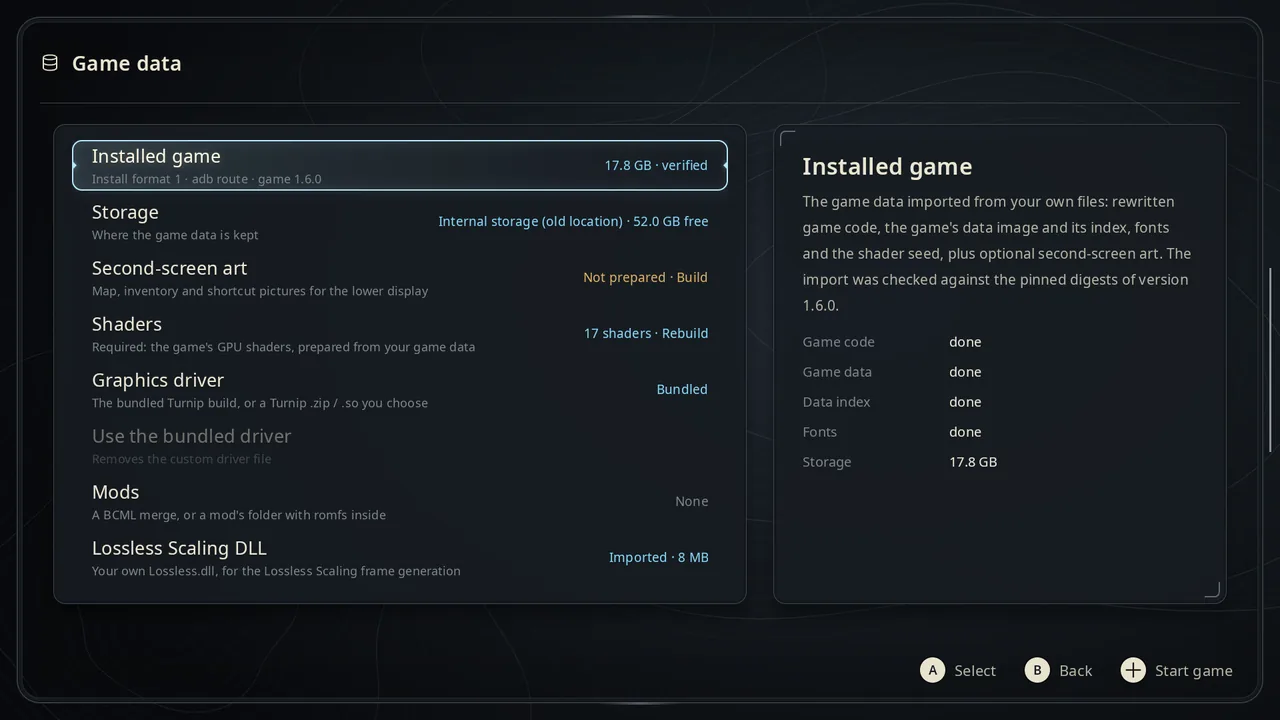 Game data
Installed game
17.8 GB · verified
Install format 1 · adb route · game 1.6.0
Storage
Internal storage (old location) · 52.0 GB free
Where the game data is kept
Second-screen art
Not prepared · Build
Map, inventory and shortcut pictures for the lower display
Shaders
17 shaders · Rebuild
Required: the game's GPU shaders, prepared from your game data
Graphics driver
Bundled
The bundled Turnip build, or a Turnip .zip / .so you choose
Use the bundled driver
Removes the custom driver file
Mods
None
A BCML merge, or a mod's folder with romfs inside
Lossless Scaling DLL
Imported · 8 MB
Your own Lossless.dll, for the Lossless Scaling frame generation
Installed game
The game data imported from your own files: rewritten
game code, the game's data image and its index, fonts
and the shader seed, plus optional second-screen art. The
import was checked against the pinned digests of version
1.6.0.
Game code done
Game data done
Data index done
Fonts done
Storage 17.8 GB
A Select B Back Start game